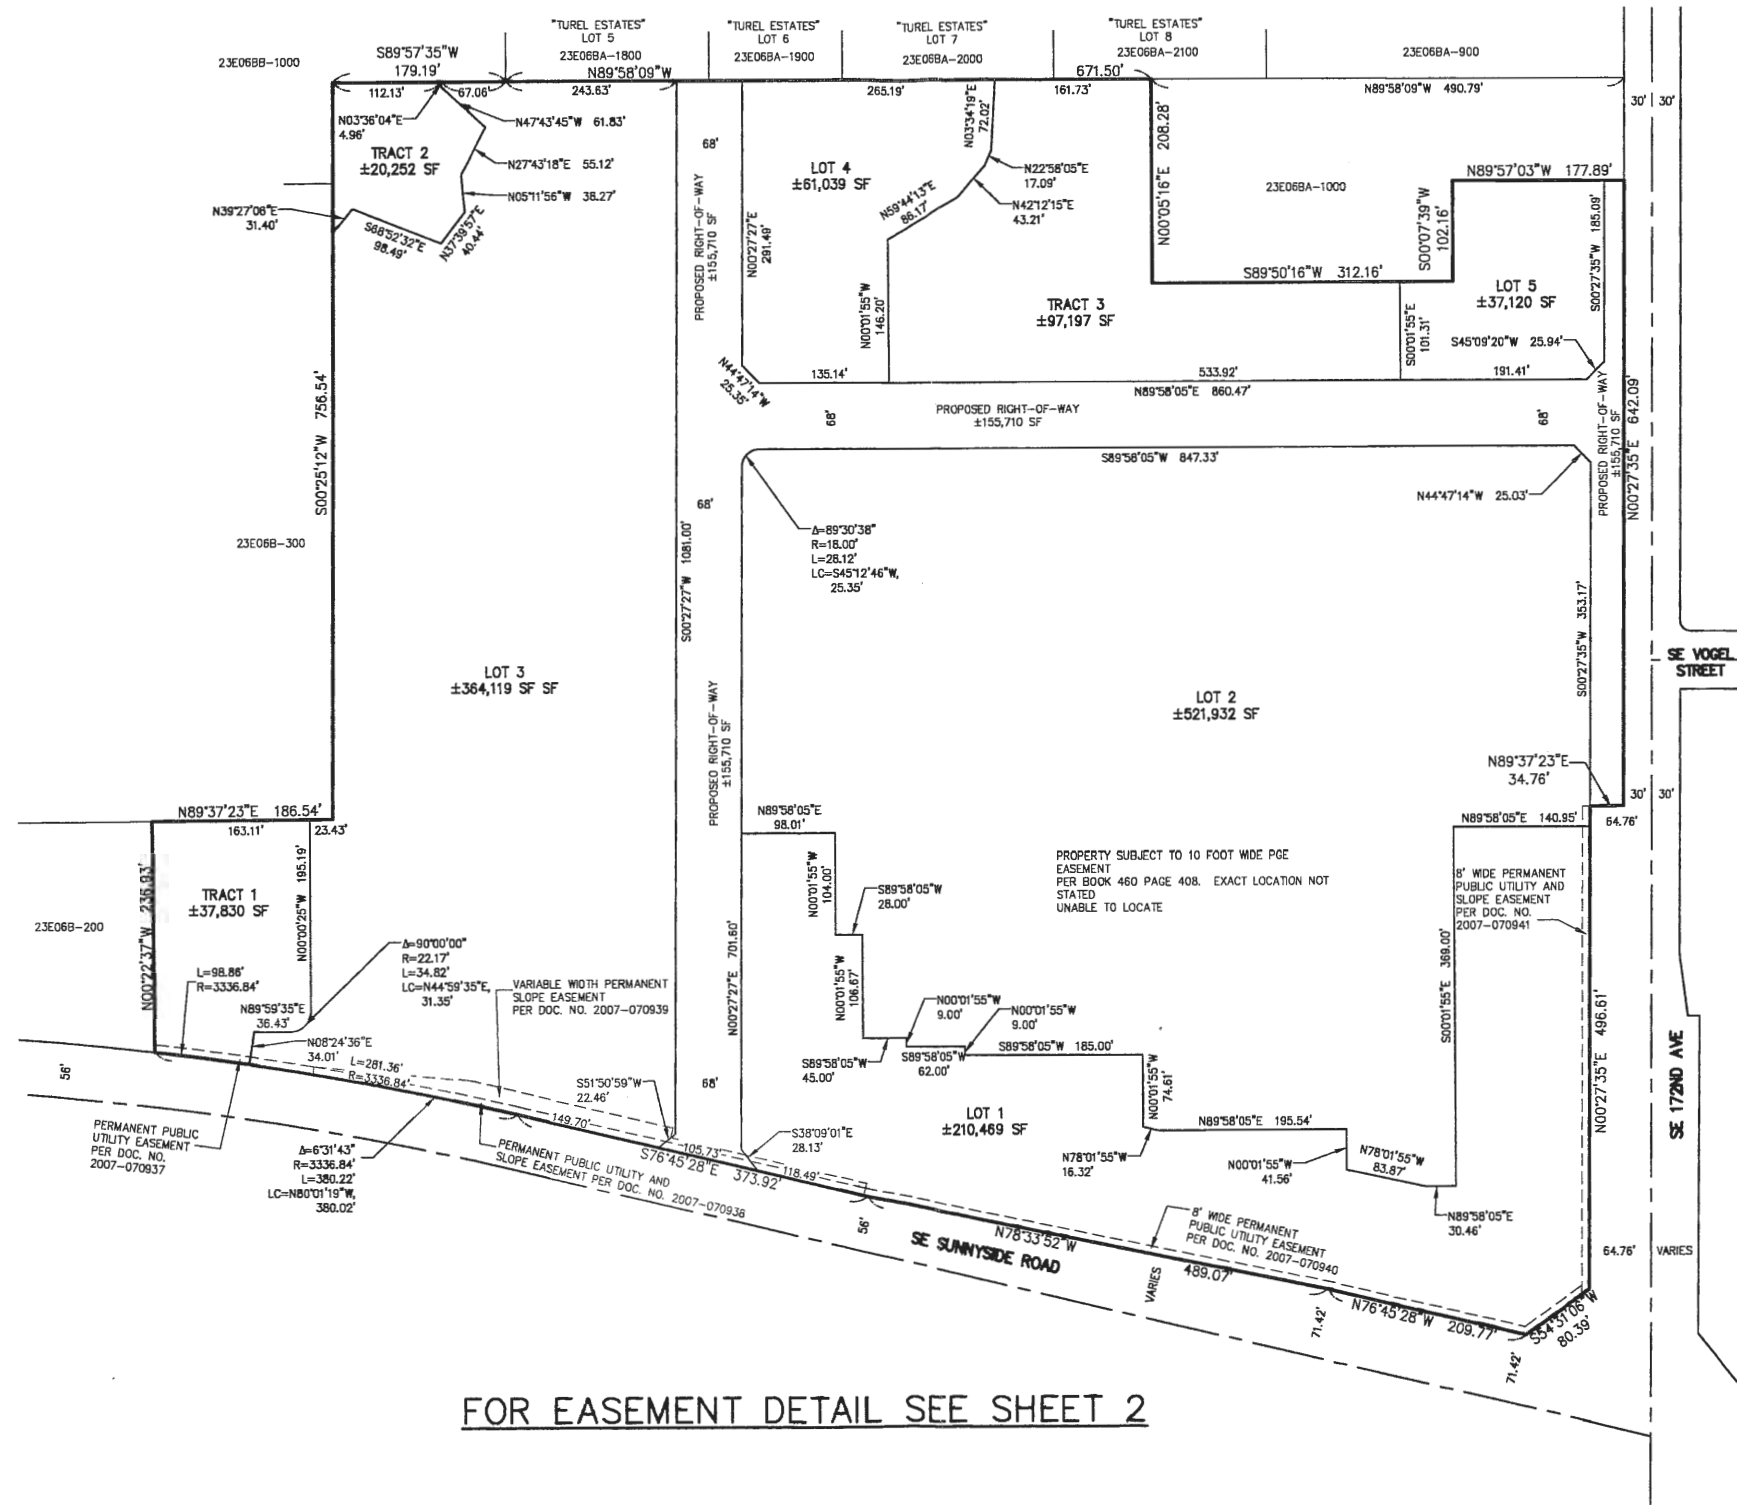 "TUREL ESTATES"
LOT 5
23E06BA-1800
"TUREL ESTATES"
LOT 6
23E06BA-1900
"TUREL ESTATES"
LOT 7
23E06BA-2000
"TUREL ESTATES"
LOT 8
23E06BA-2100
23E06BA-900
23E06BB-1000
S89°57'35"W
179.19'
N89°58'09"W
671.50'
112.13'
67.06'
243.63'
265.19'
161.73'
N89°58'09"W 490.79'
30'
30'
N03°36'04"E
4.96'
N47°43'45"W 61.83'
TRACT 2
±20,252 SF
N27°43'18"E 55.12'
N05°11'56"W 38.27'
N39°27'06"E
31.40'
S68°52'32"E
98.49'
N37°39'57"E
40.44'
68'
PROPOSED RIGHT-OF-WAY
±155,710 SF
N00°27'27"E
291.49'
LOT 4
±61,039 SF
N03°34'19"E
72.02'
N22°58'05"E
17.09'
N42°12'15"E
43.21'
N59°44'13"E
86.17'
N00°01'55"W
146.20'
N00°05'16"E 208.28'
23E06BA-1000
N89°57'03"W 177.89'
S00°07'39"W
102.16'
S00°27'35"W 185.09'
S89°50'16"W 312.16'
LOT 5
±37,120 SF
TRACT 3
±97,197 SF
S00°01'55"E
101.31'
S45°09'20"W 25.94'
N44°47'14"W
25.35'
135.14'
533.92'
191.41'
N89°58'05"E 860.47'
68'
PROPOSED RIGHT-OF-WAY
±155,710 SF
68'
PROPOSED RIGHT-OF-WAY
±155,710 SF
N00°27'35"E 642.09'
S00°25'12"W 756.54'
S89°58'05"W 847.33'
N44°47'14"W 25.03'
68'
Δ=89°30'38"
R=18.00'
L=28.12'
LC=S45°12'46"W,
25.35'
23E06B-300
S00°27'27"W 1081.00'
S00°27'35"W 353.17'
SE VOGEL
STREET
LOT 3
±364,119 SF SF
LOT 2
±521,932 SF
PROPOSED RIGHT-OF-WAY
±155,710 SF
N89°37'23"E
34.76'
30'
30'
N89°37'23"E 186.54'
163.11'
23.43'
N89°58'05"E
98.01'
N89°58'05"E 140.95'
64.76'
TRACT 1
±37,830 SF
N00°22'37"W 236.93'
N00°00'25"W 195.19'
23E06B-200
N00°01'55"W
104.00'
S89°58'05"W
28.00'
PROPERTY SUBJECT TO 10 FOOT WIDE PGE
EASEMENT
PER BOOK 460 PAGE 408. EXACT LOCATION NOT
STATED
UNABLE TO LOCATE
8' WIDE PERMANENT
PUBLIC UTILITY AND
SLOPE EASEMENT
PER DOC. NO.
2007-070941
Δ=90°00'00"
R=22.17'
L=34.82'
LC=N44°59'35"E,
31.35'
L=98.86'
R=3336.84'
N89°59'35"E
36.43'
N08°24'36"E
34.01'
VARIABLE WIDTH PERMANENT
SLOPE EASEMENT
PER DOC. NO. 2007-070939
N00°27'27"E 701.60'
N00°01'55"W
106.67'
N00°01'55"W
9.00'
N00°01'55"W
9.00'
S89°58'05"W
45.00'
S89°58'05"W
62.00'
S89°58'05"W 185.00'
S00°01'55"E 369.00'
N00°27'35"E 496.61'
SE 172ND AVE
56'
L=281.36'
R=3336.84'
S51°50'59"W
22.46'
68'
N00°01'55"W
74.61'
LOT 1
±210,469 SF
N89°58'05"E 195.54'
PERMANENT PUBLIC
UTILITY EASEMENT
PER DOC. NO.
2007-070937
Δ=6°31'43"
R=3336.84'
L=380.22'
LC=N80°01'19"W,
380.02'
149.70'
105.73'
118.49'
S76°45'28"E 373.92'
S38°09'01"E
28.13'
PERMANENT PUBLIC UTILITY AND
SLOPE EASEMENT PER DOC. NO. 2007-070938
N78°01'55"W
16.32'
N00°01'55"W
41.56'
N78°01'55"W
83.87'
N89°58'05"E
30.46'
56'
SE SUNNYSIDE ROAD
N78°33'52"W
489.07'
8' WIDE PERMANENT
PUBLIC UTILITY EASEMENT
PER DOC. NO. 2007-070940
VARIES
64.76'
VARIES
71.42'
N76°45'28"W 209.77'
S54°31'06"W
80.39'
71.42'
FOR EASEMENT DETAIL SEE SHEET 2